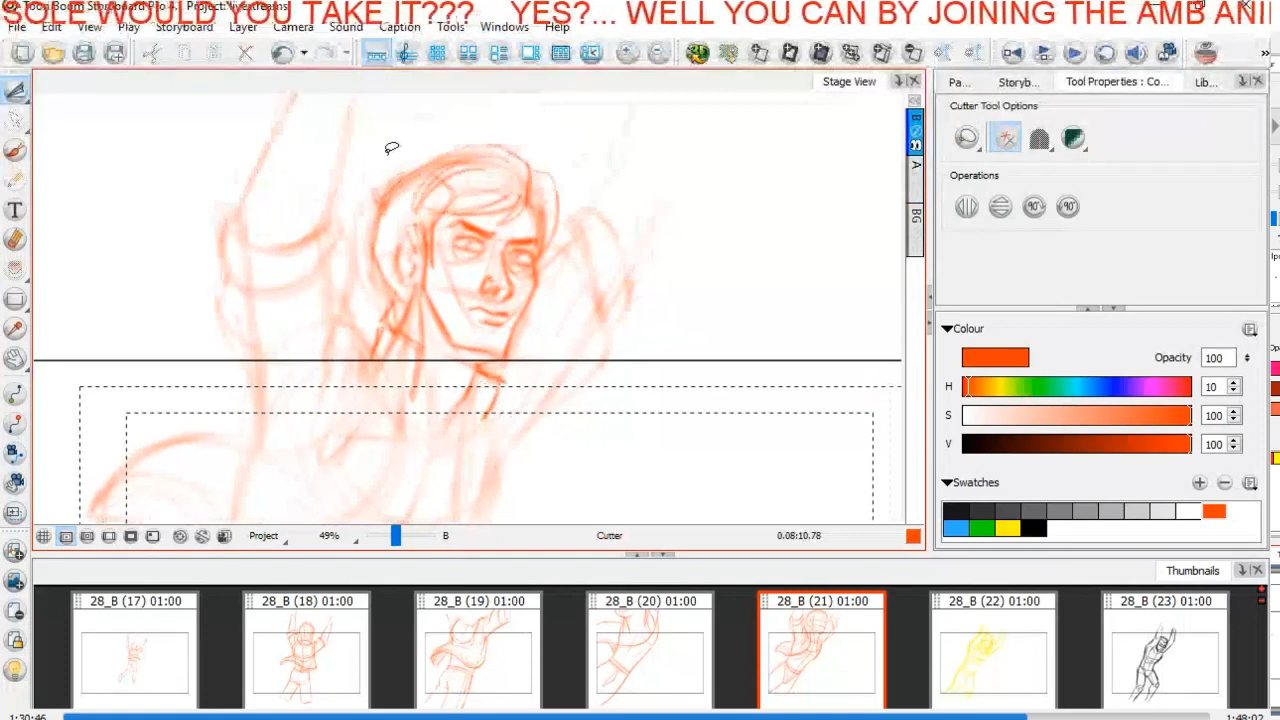 SO... WOULD YOU TAKE IT??? YES?... WELL YOU CAN BY JOINING THE AMB ANI
File Edit View Play Storyboard Layer Camera Sound Caption Tools Windows Help
Stage View
Pa... Storyb... Tool Properties : Co... Lib...
Cutter Tool Options
Operations
90° 90°
B
A
BG
Colour
Opacity 100
H 10
S 100
V 100
Swatches
Project 49% B Cutter 0:08:10.78
Thumbnails
28_B (17) 01:00 28_B (18) 01:00 28_B (19) 01:00 28_B (20) 01:00 28_B (21) 01:00 28_B (22) 01:00 28_B (23) 01:00
1:30:46 1:48:02